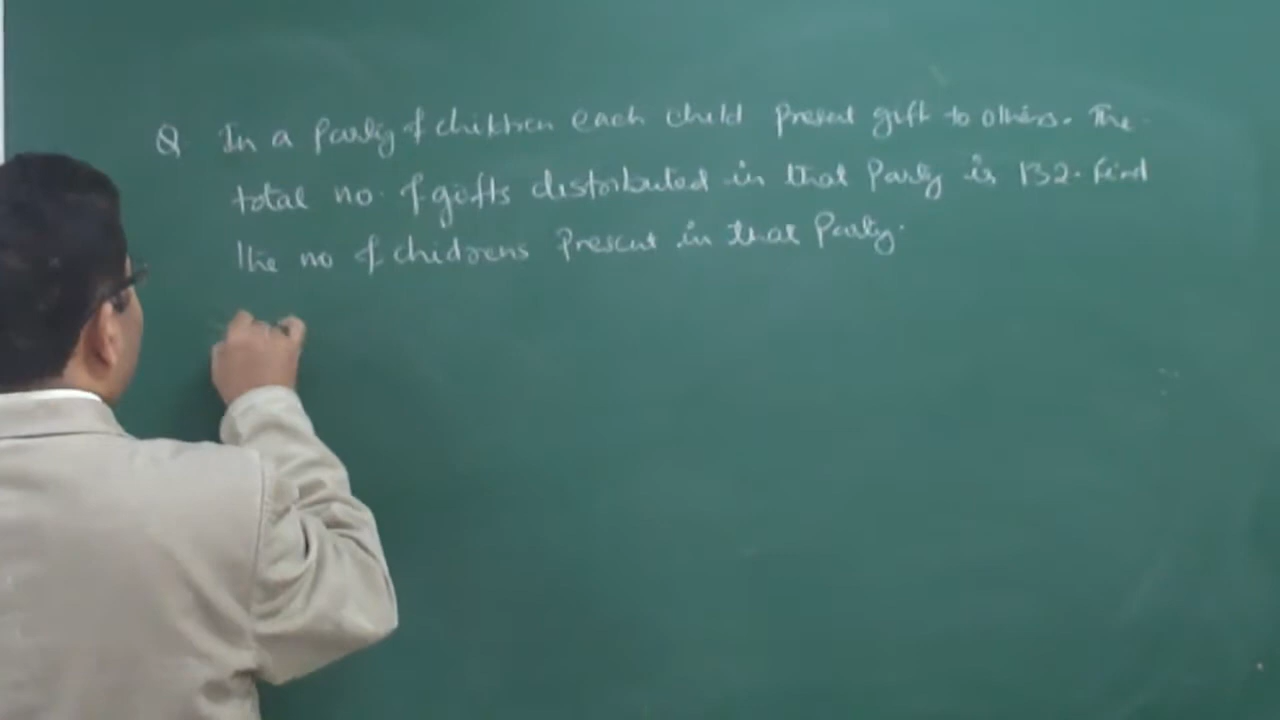 Q In a Party of children each child Present gift to others. The
total no. of gifts distributed in that Party is 132. Find
the no of childrens Present in that Party.